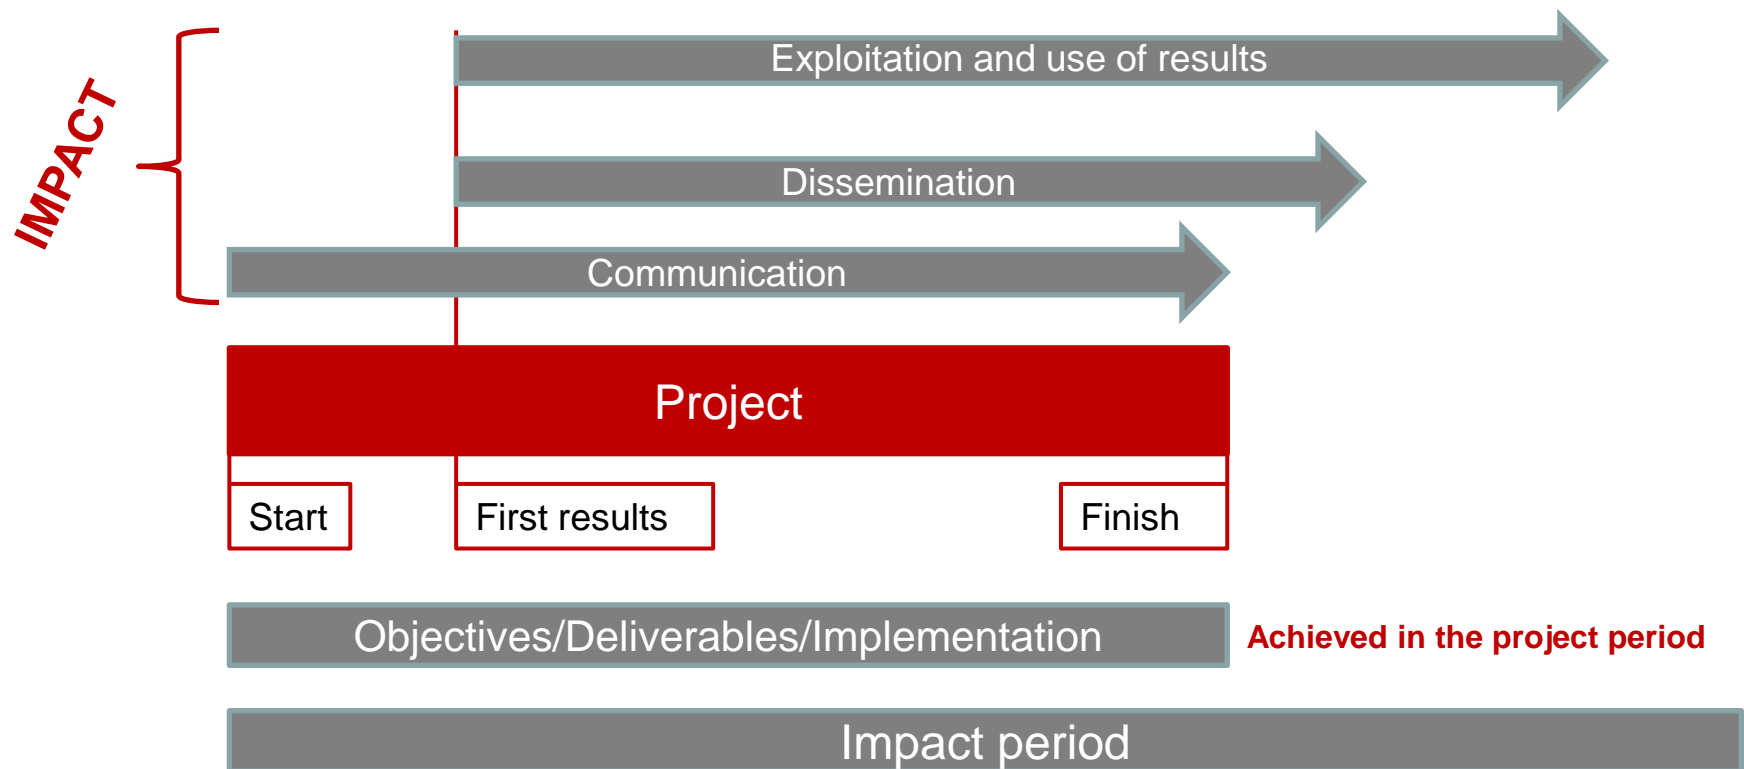 Exploitation and use of results
IMPACT
Dissemination
Communication
Project
Start
First results
Finish
Objectives/Deliverables/Implementation
Achieved in the project period
Impact period